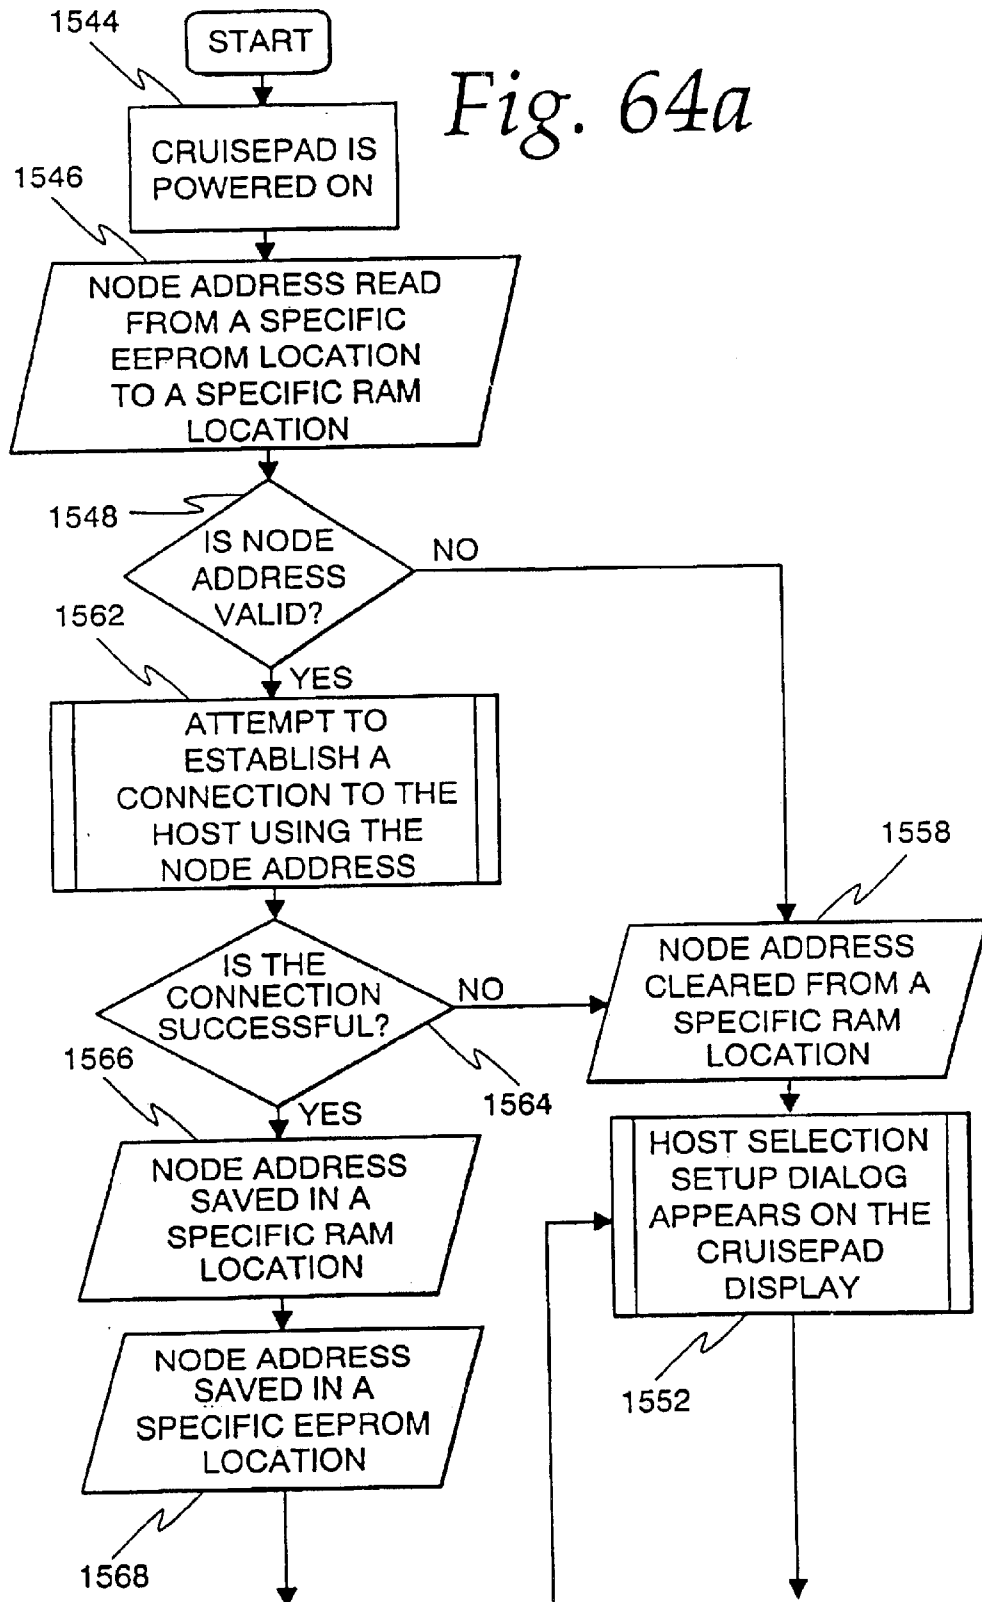 1544
START
Fig. 64a
CRUISEPAD IS
POWERED ON
1546
NODE ADDRESS READ
FROM A SPECIFIC
EEPROM LOCATION
TO A SPECIFIC RAM
LOCATION
1548
IS NODE
ADDRESS
VALID?
NO
1562
YES
ATTEMPT TO
ESTABLISH A
CONNECTION TO THE
HOST USING THE
NODE ADDRESS
1558
IS THE
CONNECTION
SUCCESSFUL?
NO
NODE ADDRESS
CLEARED FROM A
SPECIFIC RAM
LOCATION
1566
1564
YES
NODE ADDRESS
SAVED IN A
SPECIFIC RAM
LOCATION
HOST SELECTION
SETUP DIALOG
APPEARS ON THE
CRUISEPAD
DISPLAY
NODE ADDRESS
SAVED IN A
SPECIFIC EEPROM
LOCATION
1552
1568